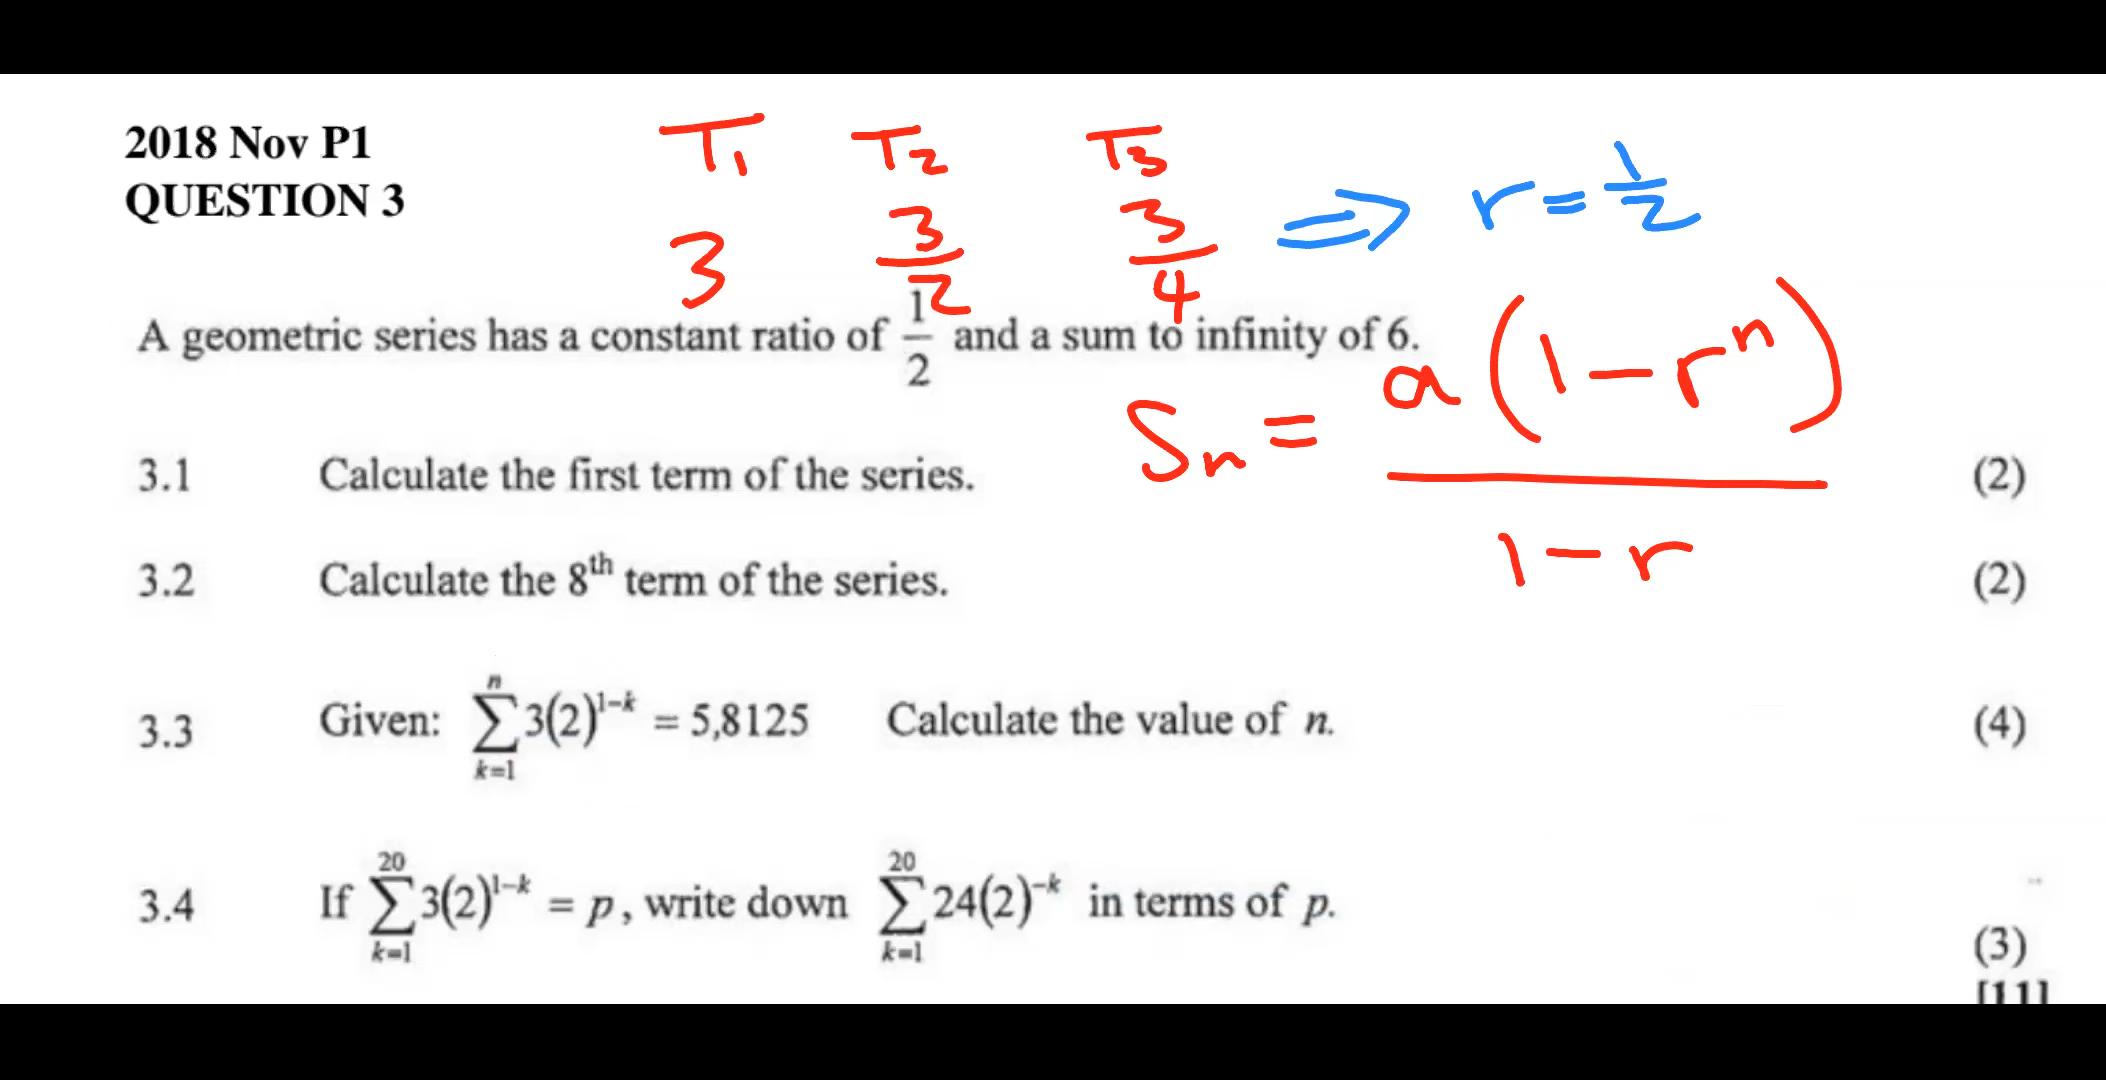 2018 Nov P1
QUESTION 3
T₁ T₂ T₃
3 3/2 3/4 ⇒ r = 1/2
A geometric series has a constant ratio of 1/2 and a sum to infinity of 6.
Sn = a(1 - rⁿ) / 1 - r
3.1 Calculate the first term of the series. (2)
3.2 Calculate the 8th term of the series. (2)
3.3 Given: ∑_{k=1}^{n} 3(2)^{1-k} = 5,8125 Calculate the value of n. (4)
3.4 If ∑_{k=1}^{20} 3(2)^{1-k} = p, write down ∑_{k=1}^{20} 24(2)^{-k} in terms of p. (3)
[11]